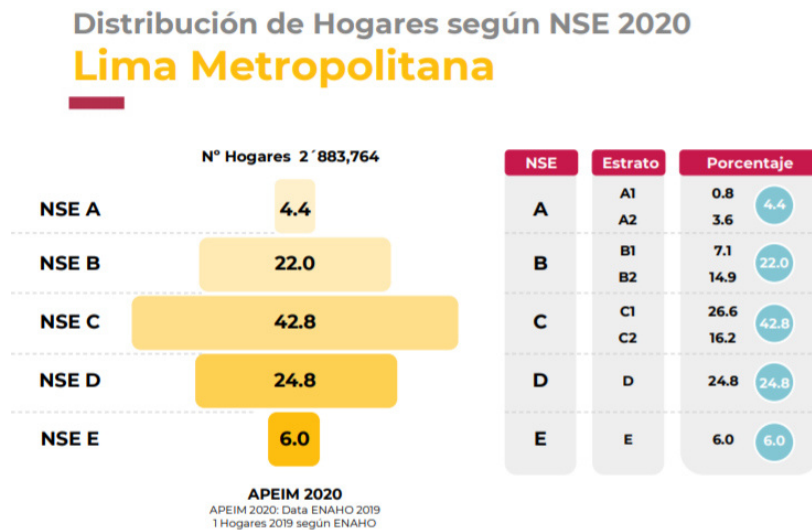 Distribución de Hogares según NSE 2020
Lima Metropolitana
Nº Hogares 2´883,764
NSE A 4.4
NSE B 22.0
NSE C 42.8
NSE D 24.8
NSE E 6.0
APEIM 2020
APEIM 2020: Data ENAHO 2019
1 Hogares 2019 según ENAHO
NSE Estrato Porcentaje
A1 0.8
A 4.4
A2 3.6
B1 7.1
B 22.0
B2 14.9
C1 26.6
C 42.8
C2 16.2
D D 24.8 24.8
E E 6.0 6.0